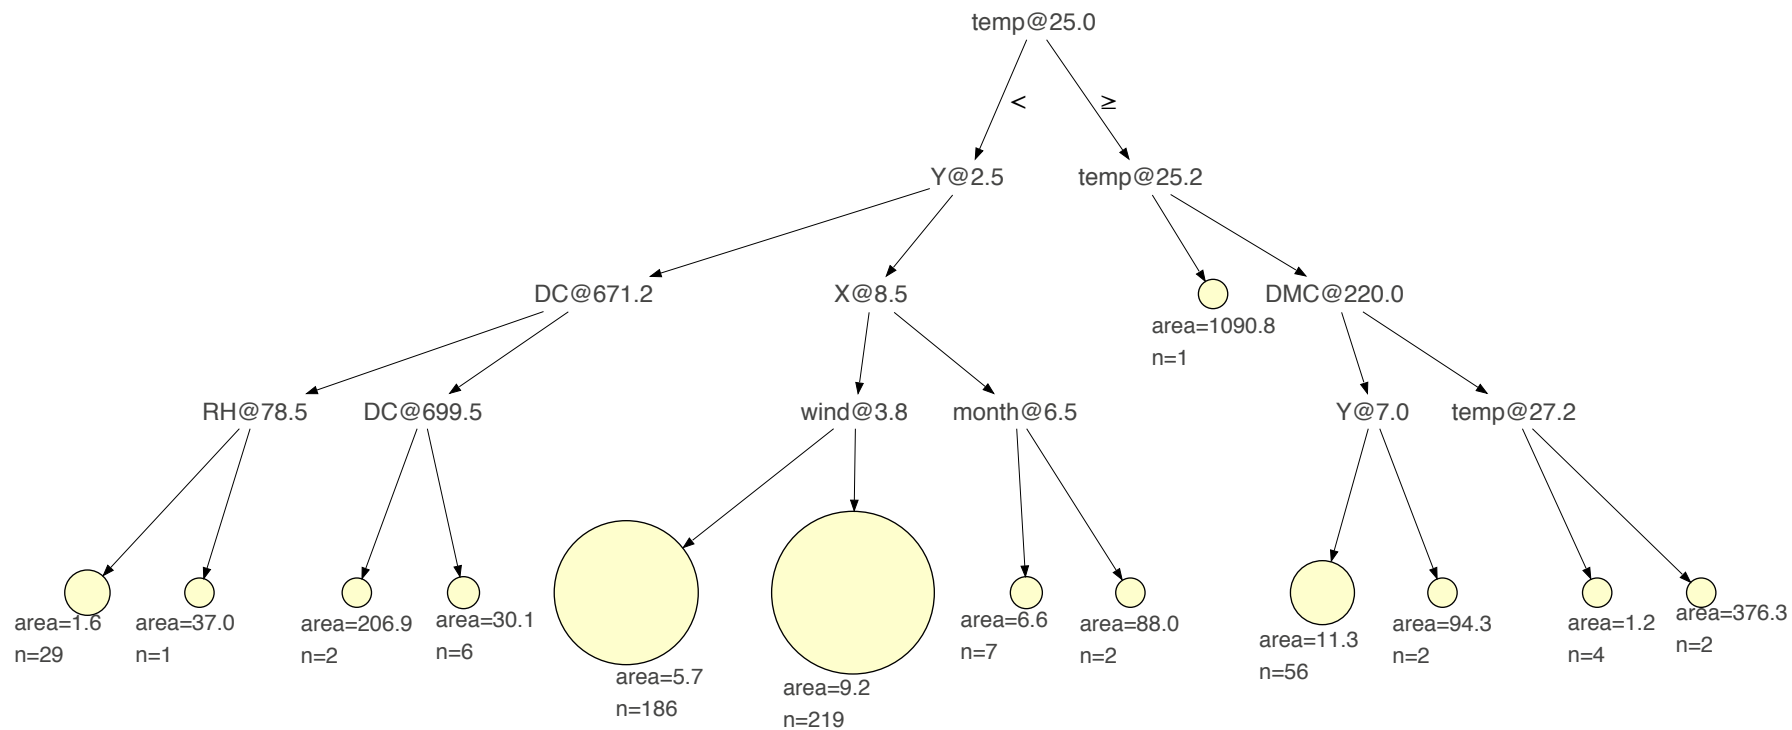 temp@25.0
<
≥
Y@2.5
temp@25.2
DC@671.2
X@8.5
area=1090.8
n=1
DMC@220.0
RH@78.5
DC@699.5
wind@3.8
month@6.5
Y@7.0
temp@27.2
area=1.6
n=29
area=37.0
n=1
area=206.9
n=2
area=30.1
n=6
area=5.7
n=186
area=9.2
n=219
area=6.6
n=7
area=88.0
n=2
area=11.3
n=56
area=94.3
n=2
area=1.2
n=4
area=376.3
n=2